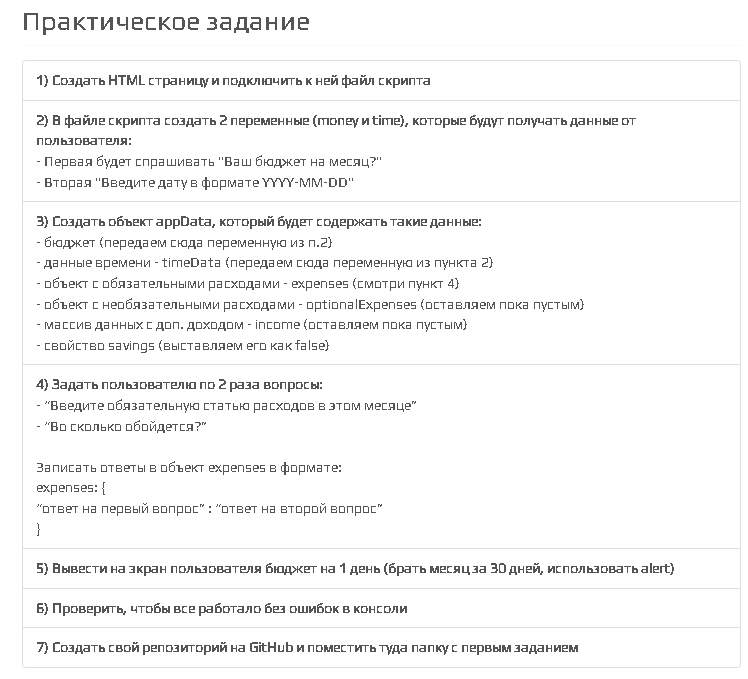 Практическое задание
1) Создать HTML страницу и подключить к ней файл скрипта
2) В файле скрипта создать 2 переменные (money и time), которые будут получать данные от
пользователя:
- Первая будет спрашивать "Ваш бюджет на месяц?"
- Вторая "Введите дату в формате YYYY-MM-DD"
3) Создать объект appData, который будет содержать такие данные:
- бюджет (передаем сюда переменную из п.2)
- данные времени - timeData (передаем сюда переменную из пункта 2)
- объект с обязательными расходами - expenses (смотри пункт 4)
- объект с необязательными расходами - optionalExpenses (оставляем пока пустым)
- массив данных с доп. доходом - income (оставляем пока пустым)
- свойство savings (выставляем его как false)
4) Задать пользователю по 2 раза вопросы:
- “Введите обязательную статью расходов в этом месяце”
- “Во сколько обойдется?”
Записать ответы в объект expenses в формате:
expenses: {
“ответ на первый вопрос” : “ответ на второй вопрос”
}
5) Вывести на экран пользователя бюджет на 1 день (брать месяц за 30 дней, использовать alert)
6) Проверить, чтобы все работало без ошибок в консоли
7) Создать свой репозиторий на GitHub и поместить туда папку с первым заданием